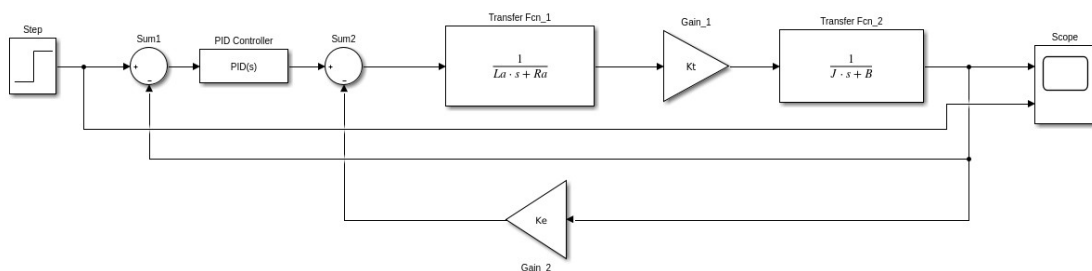 Step
Sum1
PID Controller
Sum2
Transfer Fcn_1
Gain_1
Transfer Fcn_2
Scope
+
−
PID(s)
+
−
1
La · s + Ra
Kt
1
J · s + B
Ke
Gain_2